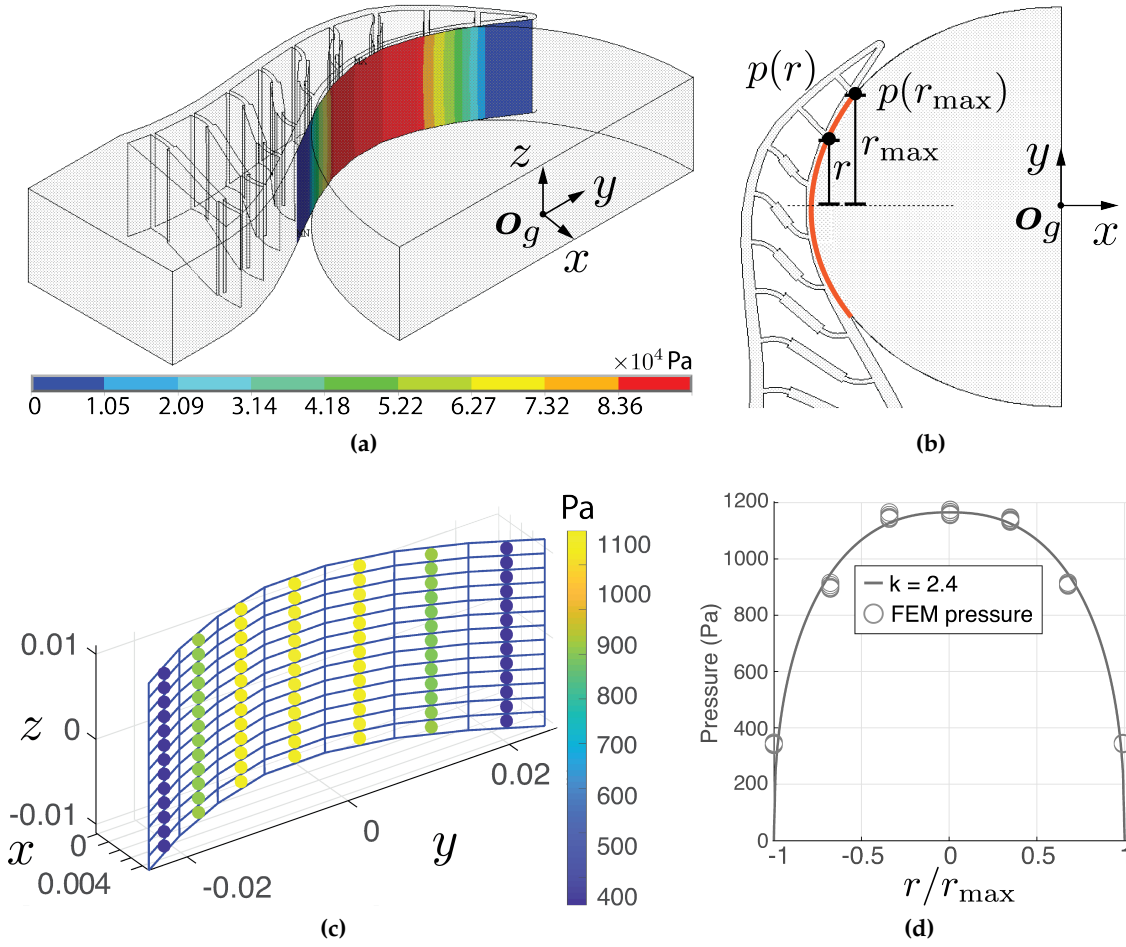 z
y
x
o_g
×10⁴ Pa
0 1.05 2.09 3.14 4.18 5.22 6.27 7.32 8.36
(a)
p(r)
p(r_max)
r_max
r
y
o_g
x
(b)
Pa
1100
1000
900
800
700
600
500
400
0.01
0
-0.01
z
x
0
0.004
-0.02
0
0.02
y
(c)
1200
1000
800
600
400
200
0
Pressure (Pa)
k = 2.4
FEM pressure
-1 -0.5 0 0.5 1
r/r_max
(d)